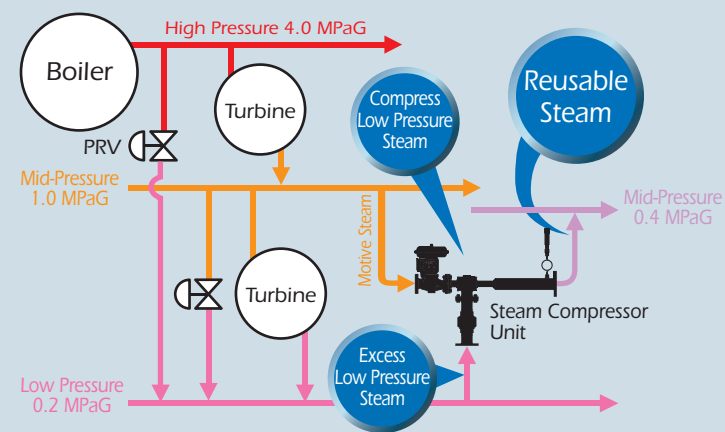 High Pressure 4.0 MPaG
Boiler
Turbine
PRV
Compress
Low Pressure
Steam
Reusable
Steam
Mid-Pressure
1.0 MPaG
Mid-Pressure
0.4 MPaG
Motive Steam
Turbine
Steam Compressor
Unit
Excess
Low Pressure
Steam
Low Pressure
0.2 MPaG